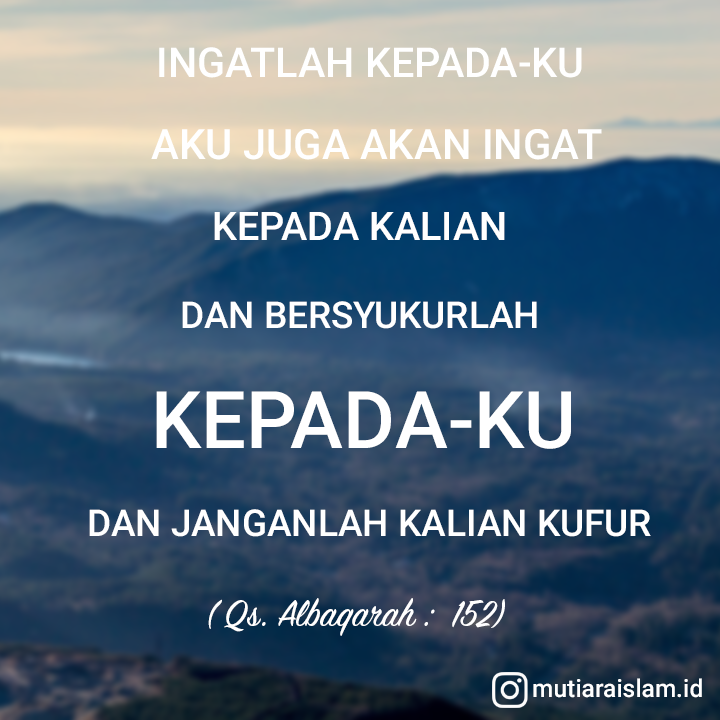 INGATLAH KEPADA-KU
AKU JUGA AKAN INGAT
KEPADA KALIAN
DAN BERSYUKURLAH
KEPADA-KU
DAN JANGANLAH KALIAN KUFUR
( Qs. Albaqarah : 152)
mutiaraislam.id